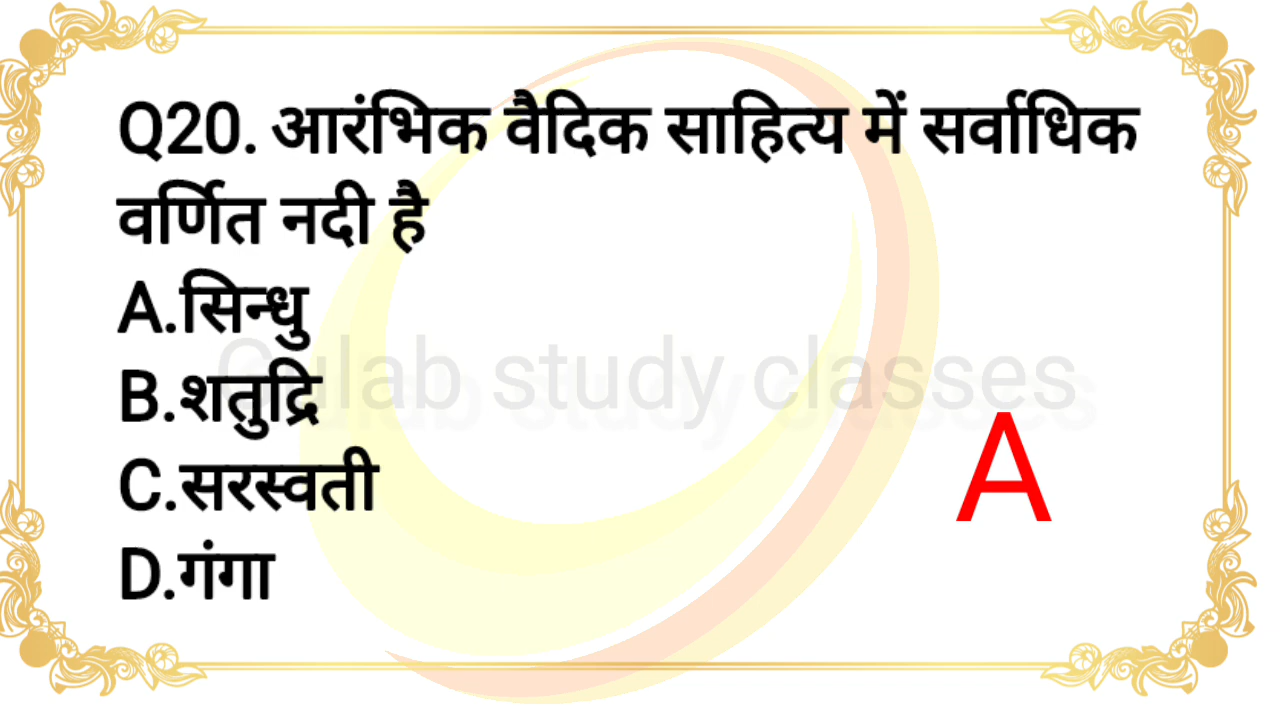 Q20. आरंभिक वैदिक साहित्य में सर्वाधिक
वर्णित नदी है
A.सिन्धु
B.शतुद्रि
C.सरस्वती
D.गंगा
Gulab study classes
A